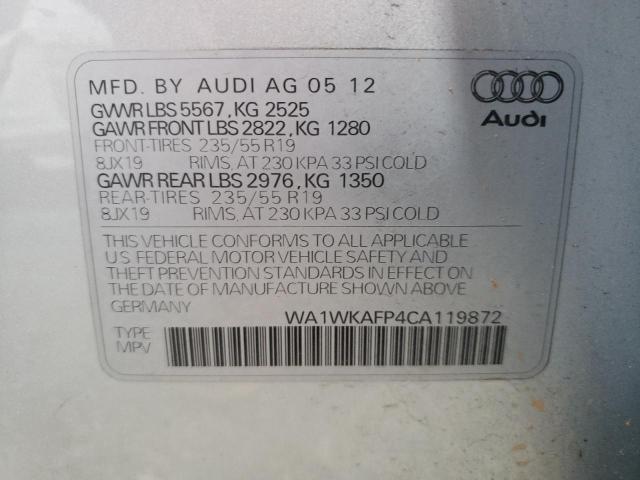 MFD. BY AUDI AG 05 12
GVWR LBS 5567, KG 2525
GAWR FRONT LBS 2822, KG 1280
FRONT-TIRES 235/55 R19
8JX19 RIMS, AT 230 KPA 33 PSI COLD
GAWR REAR LBS 2976, KG 1350
REAR-TIRES 235/55 R19
8JX19 RIMS, AT 230 KPA 33 PSI COLD
Audi
THIS VEHICLE CONFORMS TO ALL APPLICABLE
U.S. FEDERAL MOTOR VEHICLE SAFETY AND
THEFT PREVENTION STANDARDS IN EFFECT ON
THE DATE OF MANUFACTURE SHOWN ABOVE
GERMANY WA1WKAFP4CA119872
TYPE
MPV